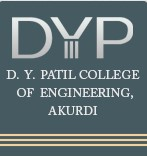 DYP
D. Y. PATIL COLLEGE
OF ENGINEERING,
AKURDI